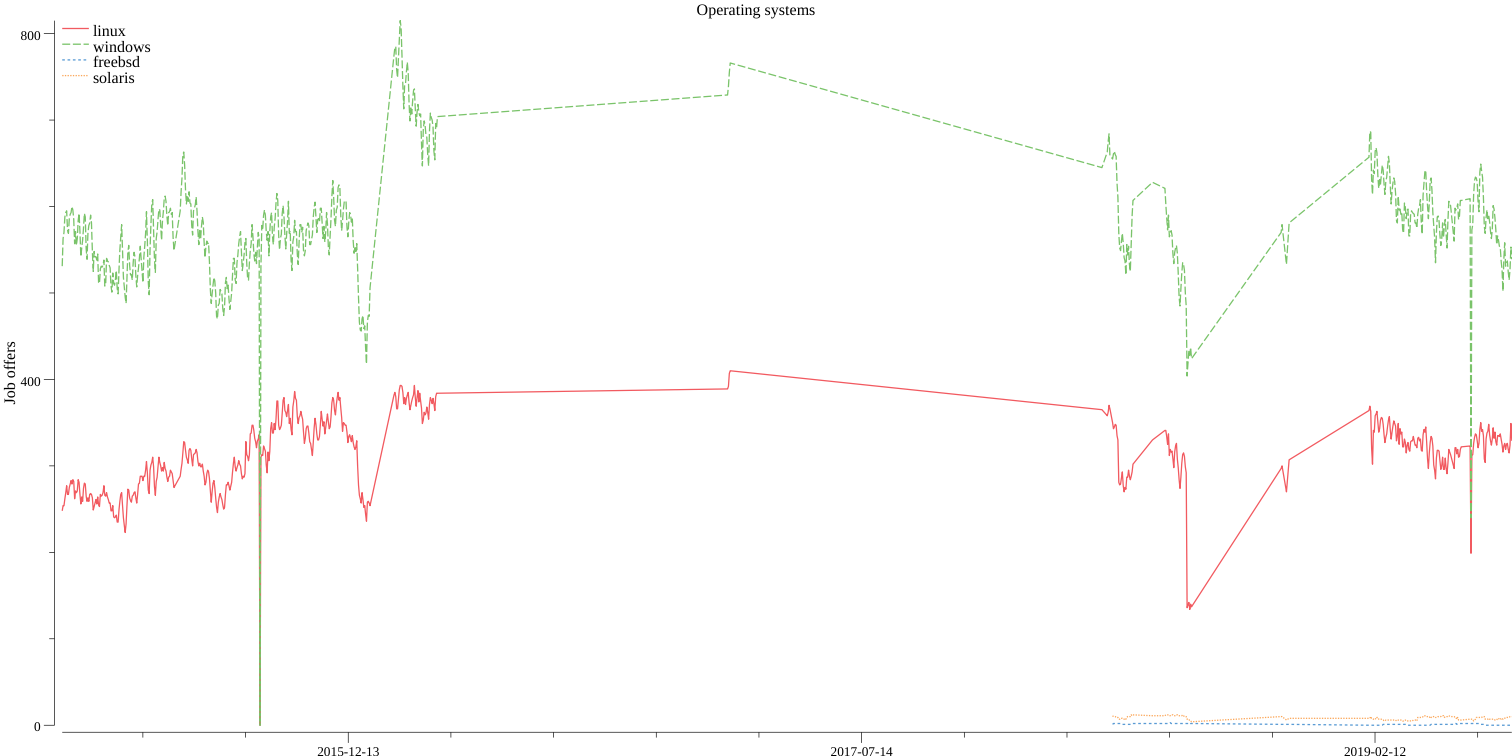 Operating systems
linux
windows
freebsd
solaris
800
400
0
Job offers
2015-12-13
2017-07-14
2019-02-12